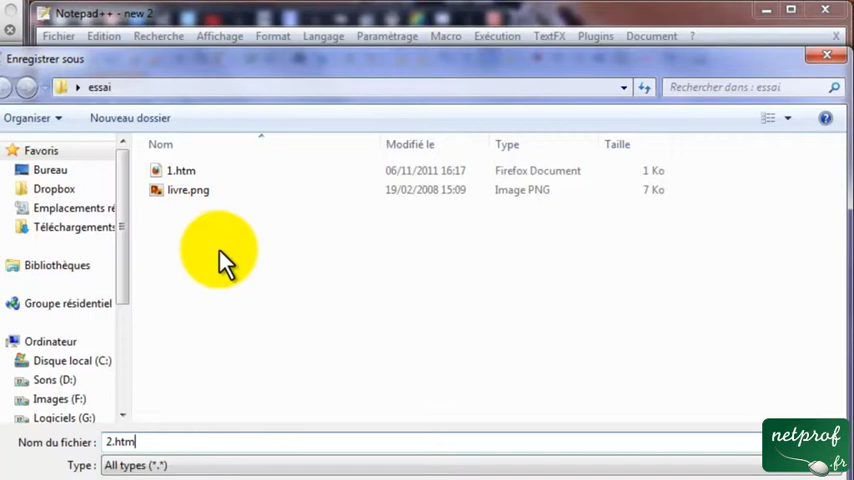 Notepad++ - new 2
Fichier Edition Recherche Affichage Format Langage Paramétrage Macro Exécution TextFX Plugins Document ? X
Enregistrer sous
essai Rechercher dans : essai
Organiser Nouveau dossier
Favoris
Bureau
Dropbox
Emplacements ré
Téléchargements
Bibliothèques
Groupe résidentiel
Ordinateur
Disque local (C:)
Sons (D:)
Images (F:)
Logiciels (G:)
Nom Modifié le Type Taille
1.htm 06/11/2011 16:17 Firefox Document 1 Ko
livre.png 19/02/2008 15:09 Image PNG 7 Ko
Nom du fichier : 2.htm
Type : All types (*.*)
netprof
.fr